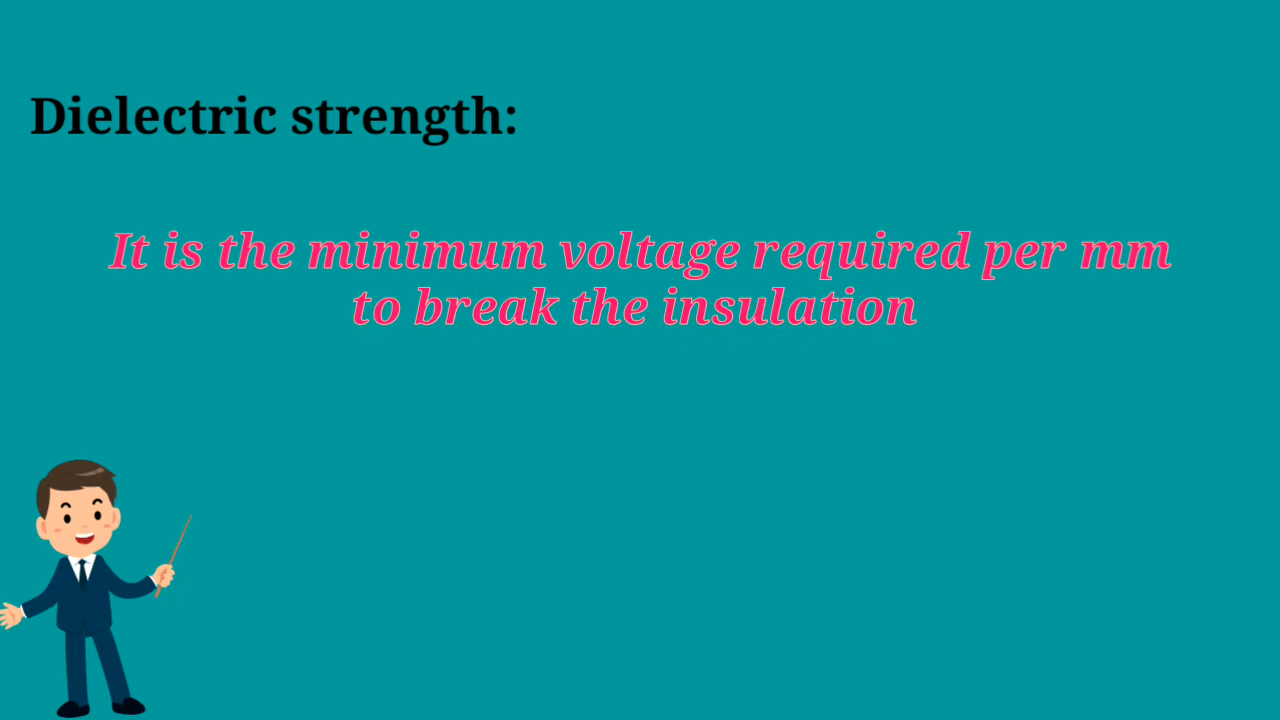 Dielectric strength:
It is the minimum voltage required per mm
to break the insulation